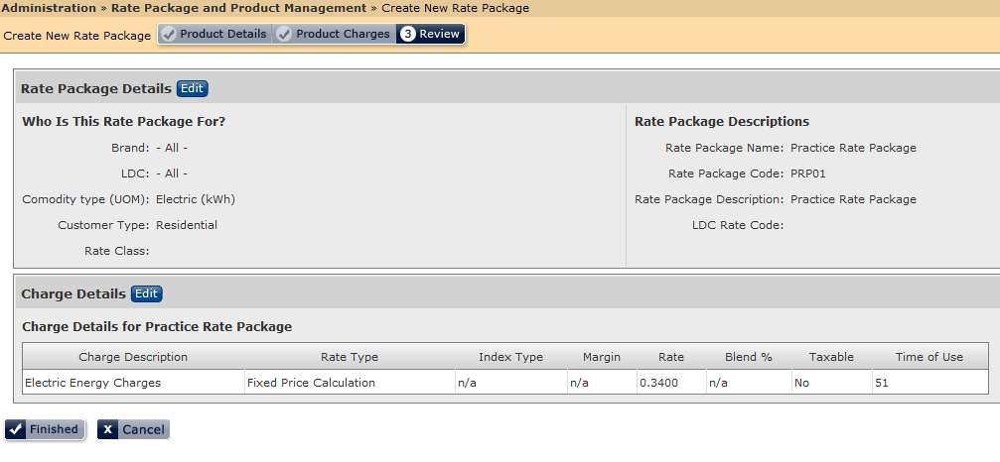 Administration » Rate Package and Product Management » Create New Rate Package
Create New Rate Package Product Details Product Charges 3 Review
Rate Package Details Edit
Who Is This Rate Package For?
Brand: - All -
LDC: - All -
Comodity type (UOM): Electric (kWh)
Customer Type: Residential
Rate Class:
Rate Package Descriptions
Rate Package Name: Practice Rate Package
Rate Package Code: PRP01
Rate Package Description: Practice Rate Package
LDC Rate Code:
Charge Details Edit
Charge Details for Practice Rate Package
Charge Description Rate Type Index Type Margin Rate Blend % Taxable Time of Use
Electric Energy Charges Fixed Price Calculation n/a n/a 0.3400 n/a No 51
Finished X Cancel